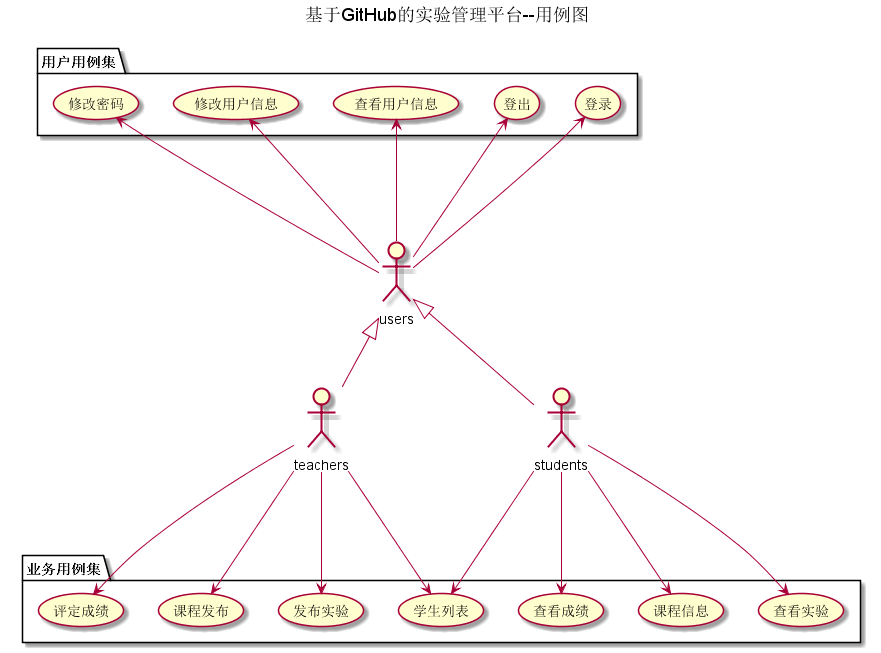 基于GitHub的实验管理平台--用例图
用户用例集
修改密码
修改用户信息
查看用户信息
登出
登录
users
teachers
students
业务用例集
评定成绩
课程发布
发布实验
学生列表
查看成绩
课程信息
查看实验